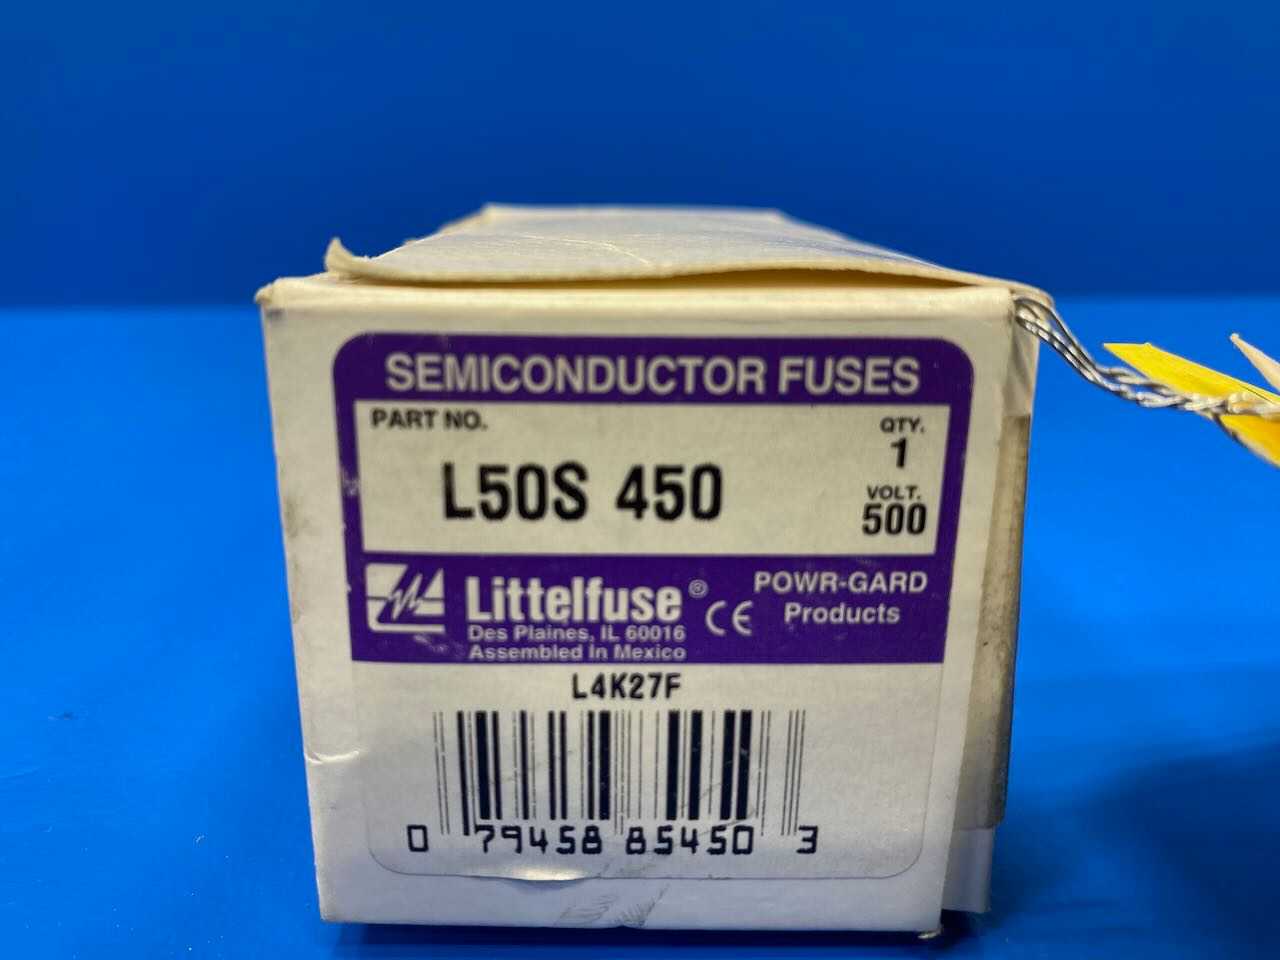 SEMICONDUCTOR FUSES
PART NO.
QTY.
1
L50S 450
VOLT.
500
Littelfuse®
Des Plaines, IL 60016
Assembled In Mexico
CE
POWR-GARD
Products
L4K27F
0 79458 85450 3